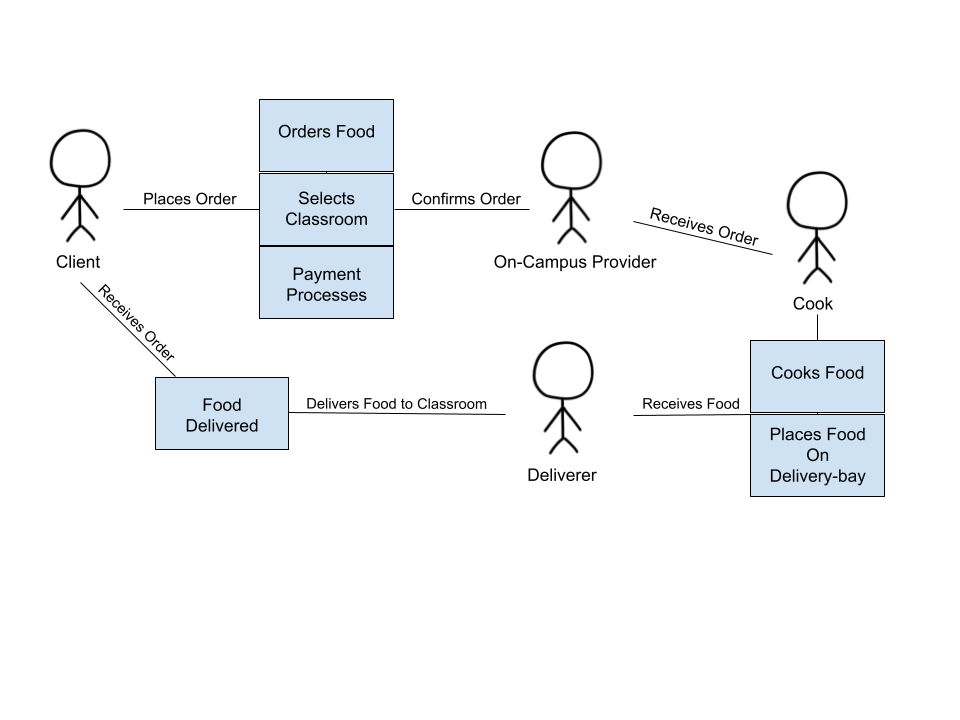 Orders Food
Places Order
Selects
Classroom
Confirms Order
Receives Order
Client
Payment
Processes
On-Campus Provider
Cook
Receives Order
Cooks Food
Food
Delivered
Delivers Food to Classroom
Receives Food
Places Food
On
Delivery-bay
Deliverer